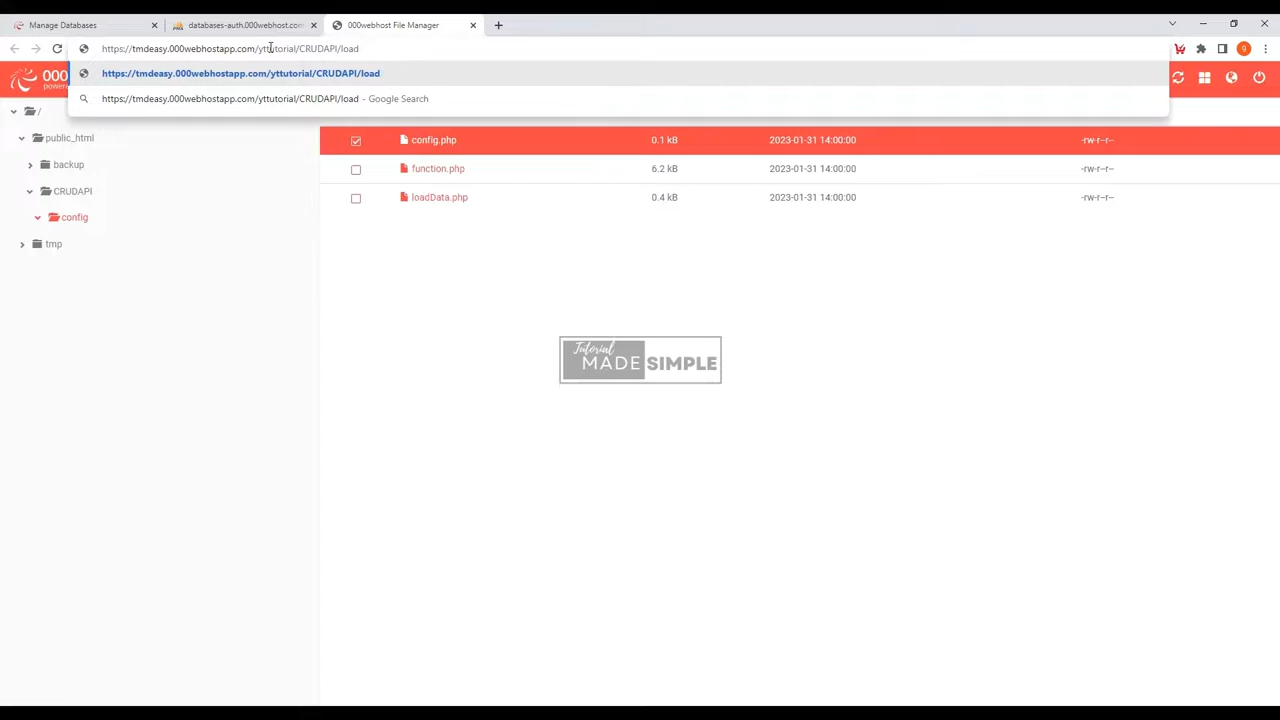 Manage Databases
databases-auth.000webhost.com
000webhost File Manager
https://tmdeasy.000webhostapp.com/yttutorial/CRUDAPI/load
9
https://tmdeasy.000webhostapp.com/yttutorial/CRUDAPI/load
https://tmdeasy.000webhostapp.com/yttutorial/CRUDAPI/load - Google Search
000
powere
/
public_html
backup
CRUDAPI
config
tmp
config.php 0.1 kB 2023-01-31 14:00:00 -rw-r--r--
function.php 6.2 kB 2023-01-31 14:00:00 -rw-r--r--
loadData.php 0.4 kB 2023-01-31 14:00:00 -rw-r--r--
Tutorial
MADE SIMPLE